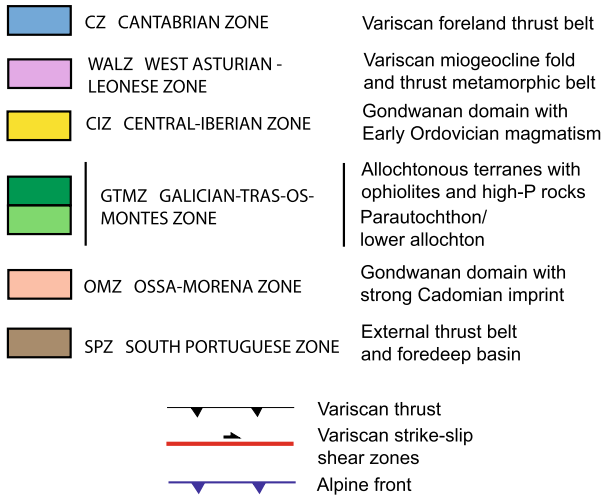 CZ CANTABRIAN ZONE
Variscan foreland thrust belt
WALZ WEST ASTURIAN -
LEONESE ZONE
Variscan miogeocline fold
and thrust metamorphic belt
CIZ CENTRAL-IBERIAN ZONE
Gondwanan domain with
Early Ordovician magmatism
GTMZ GALICIAN-TRAS-OS-
MONTES ZONE
Allochtonous terranes with
ophiolites and high-P rocks
Parautochthon/
lower allochton
OMZ OSSA-MORENA ZONE
Gondwanan domain with
strong Cadomian imprint
SPZ SOUTH PORTUGUESE ZONE
External thrust belt
and foredeep basin
Variscan thrust
Variscan strike-slip
shear zones
Alpine front